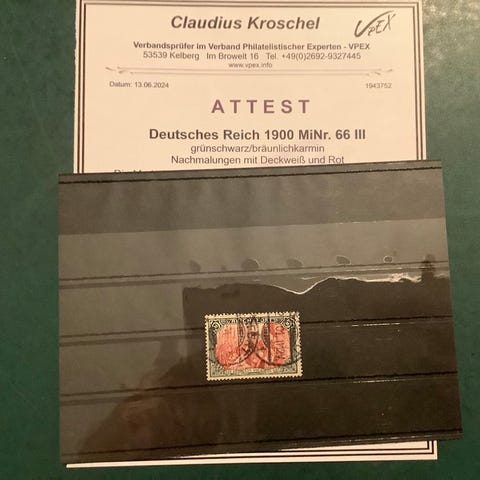 Claudius Kroschel
VPEX
Verbandsprüfer im Verband Philatelistischer Experten - VPEX
53539 Kelberg Im Broweit 16 Tel. +49(0)2692-9327445
www.vpex.info
Datum: 13.06.2024 1943752
ATTEST
Deutsches Reich 1900 MiNr. 66 III
grünschwarz/bräunlichkarmin
Nachmalungen mit Deckweiß und Rot